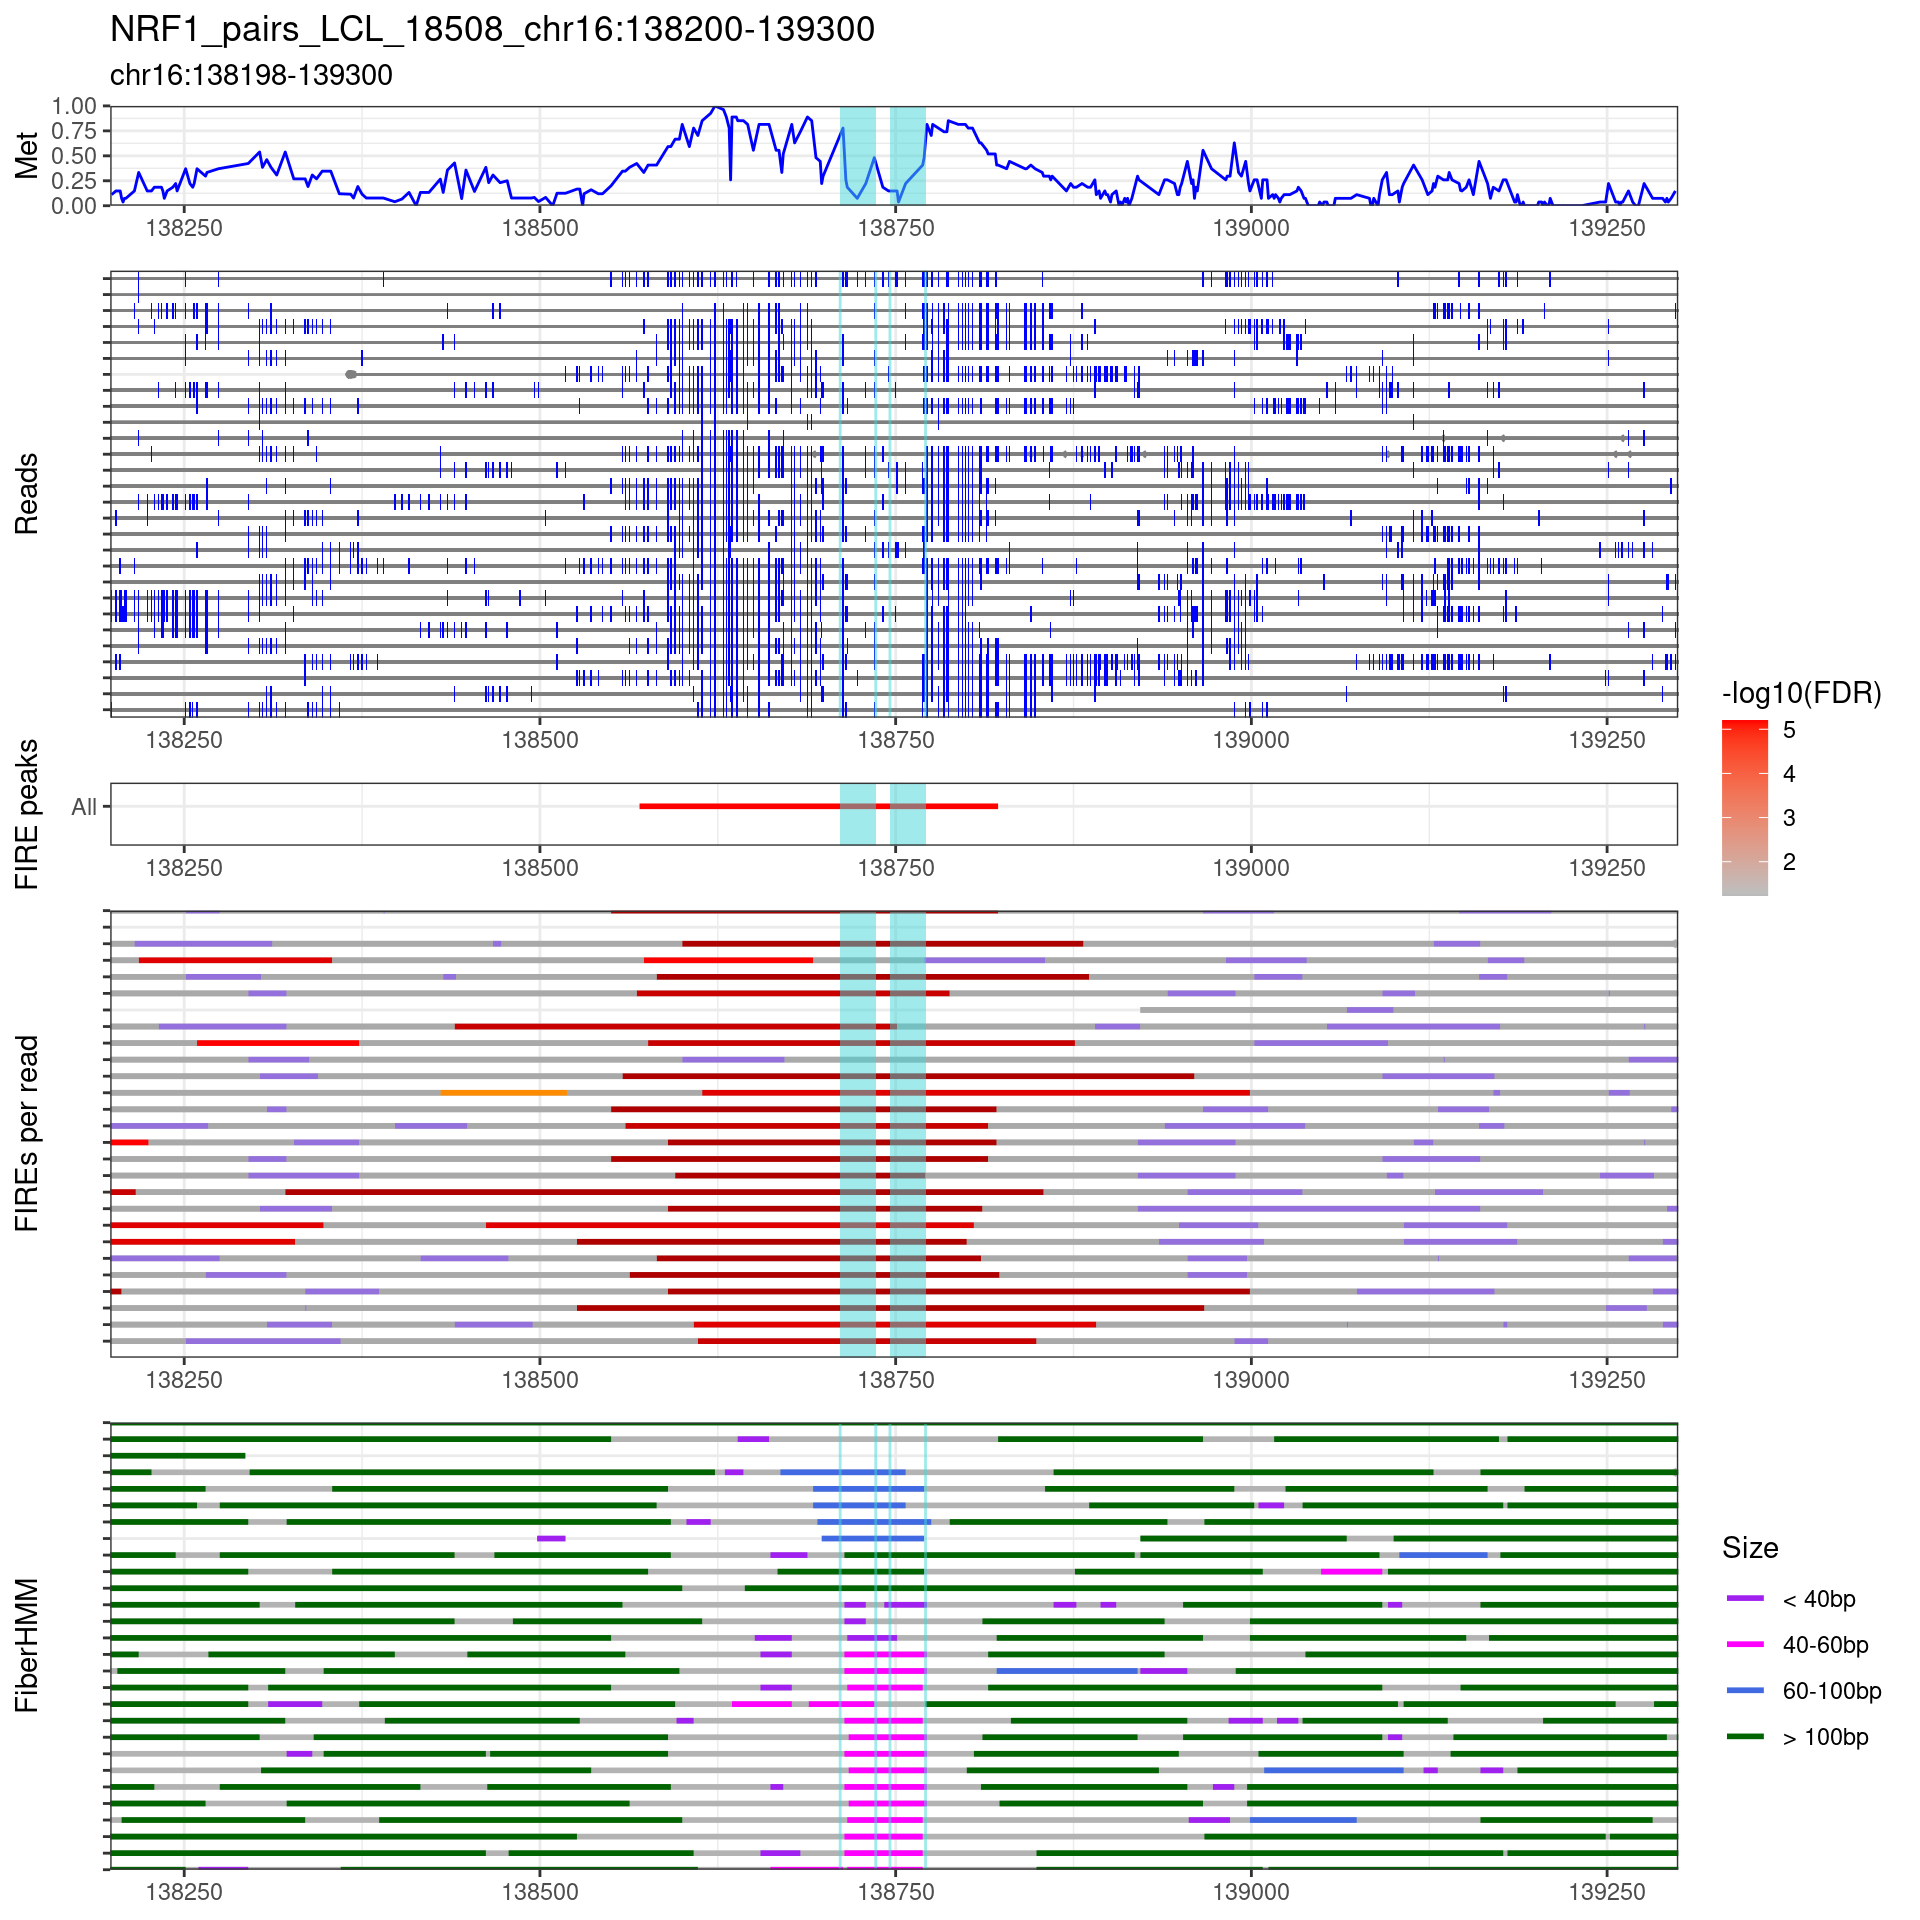 NRF1_pairs_LCL_18508_chr16:138200-139300
chr16:138198-139300
Met
1.00
0.75
0.50
0.25
0.00
138250 138500 138750 139000 139250
Reads
138250 138500 138750 139000 139250
FIRE peaks
All
138250 138500 138750 139000 139250
-log10(FDR)
5
4
3
2
FIREs per read
138250 138500 138750 139000 139250
FiberHMM
138250 138500 138750 139000 139250
Size
< 40bp
40-60bp
60-100bp
> 100bp